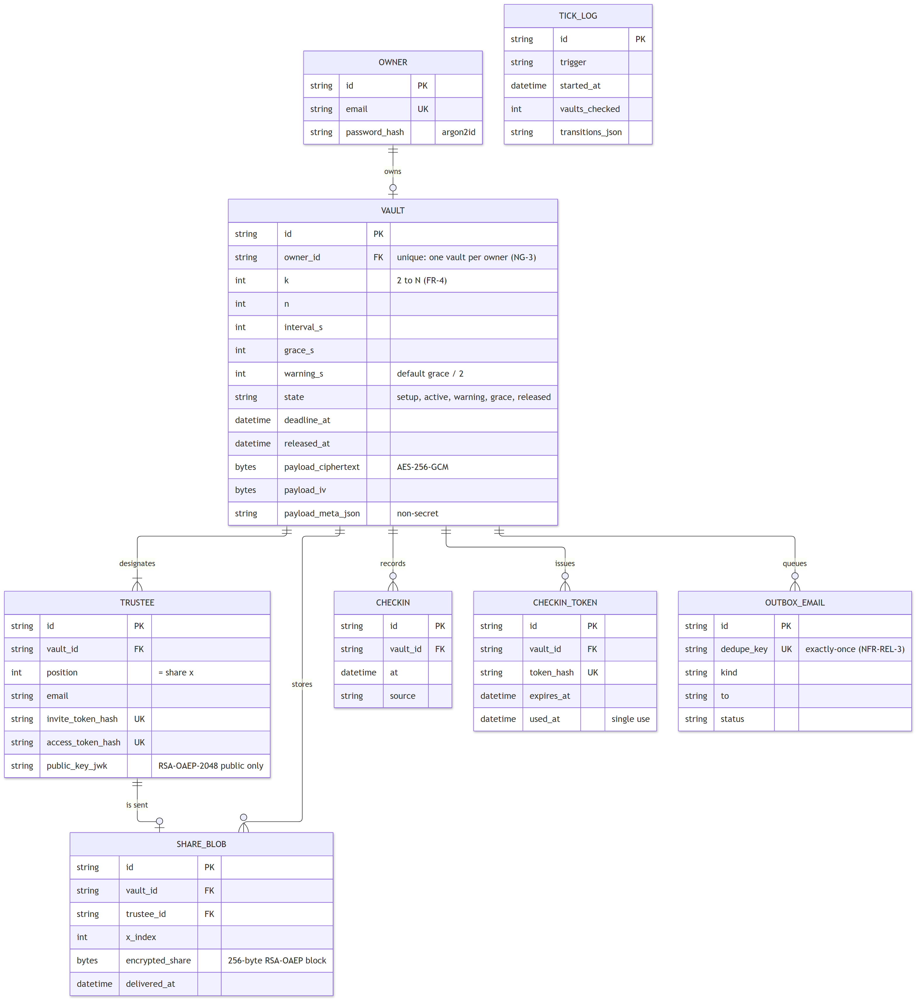 TICK_LOG
string id PK
string trigger
datetime started_at
int vaults_checked
string transitions_json
OWNER
string id PK
string email UK
string password_hash argon2id
owns
VAULT
string id PK
string owner_id FK unique: one vault per owner (NG-3)
int k 2 to N (FR-4)
int n
int interval_s
int grace_s
int warning_s default grace / 2
string state setup, active, warning, grace, released
datetime deadline_at
datetime released_at
bytes payload_ciphertext AES-256-GCM
bytes payload_iv
string payload_meta_json non-secret
designates
records
issues
queues
TRUSTEE
string id PK
string vault_id FK
int position = share x
string email
string invite_token_hash UK
string access_token_hash UK
string public_key_jwk RSA-OAEP-2048 public only
stores
CHECKIN
string id PK
string vault_id FK
datetime at
string source
CHECKIN_TOKEN
string id PK
string vault_id FK
string token_hash UK
datetime expires_at
datetime used_at single use
OUTBOX_EMAIL
string id PK
string dedupe_key UK exactly-once (NFR-REL-3)
string kind
string to
string status
is sent
SHARE_BLOB
string id PK
string vault_id FK
string trustee_id FK
int x_index
bytes encrypted_share 256-byte RSA-OAEP block
datetime delivered_at